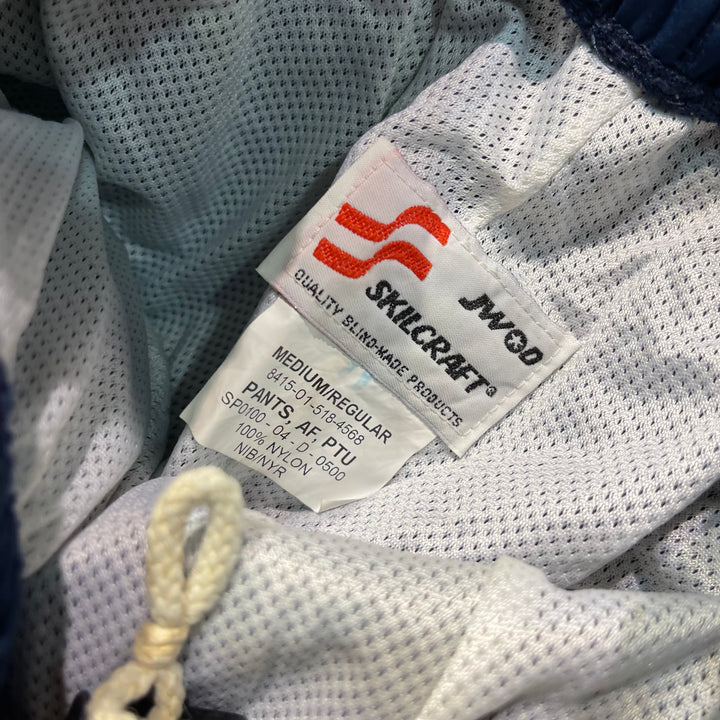 JWOD
SKILCRAFT®
QUALITY BLIND-MADE PRODUCTS
MEDIUM/REGULAR
8415-01-518-4568
PANTS, AF, PTU
SP0100 - 04 - D - 0500
100% NYLON
NIB/NYR